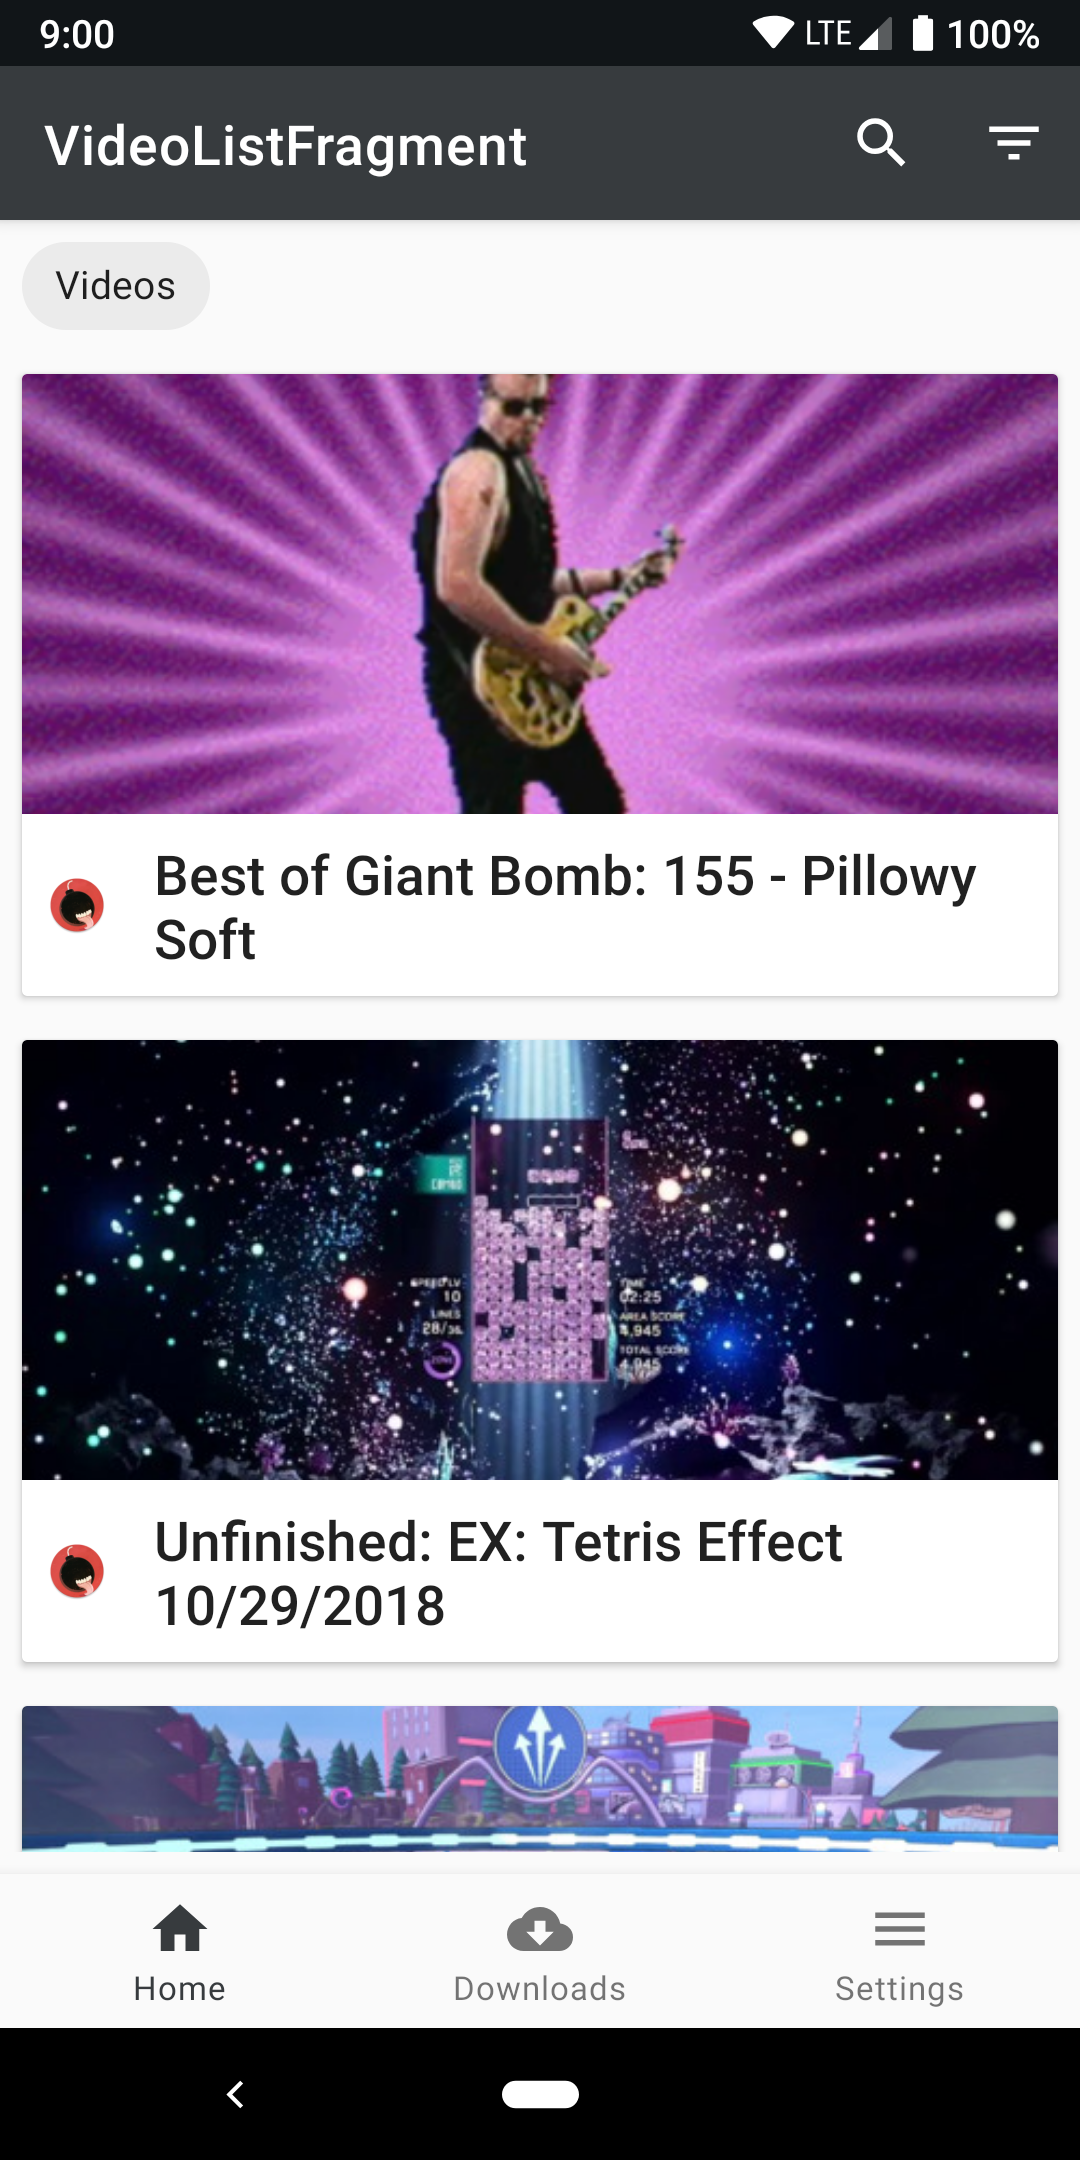 9:00 LTE 100%
VideoListFragment
Videos
Best of Giant Bomb: 155 - Pillowy
Soft
SPEED LV
10
LINES
28/36
TIME
02:25
AREA SCORE
4,945
TOTAL SCORE
4,945
Unfinished: EX: Tetris Effect
10/29/2018
Home Downloads Settings